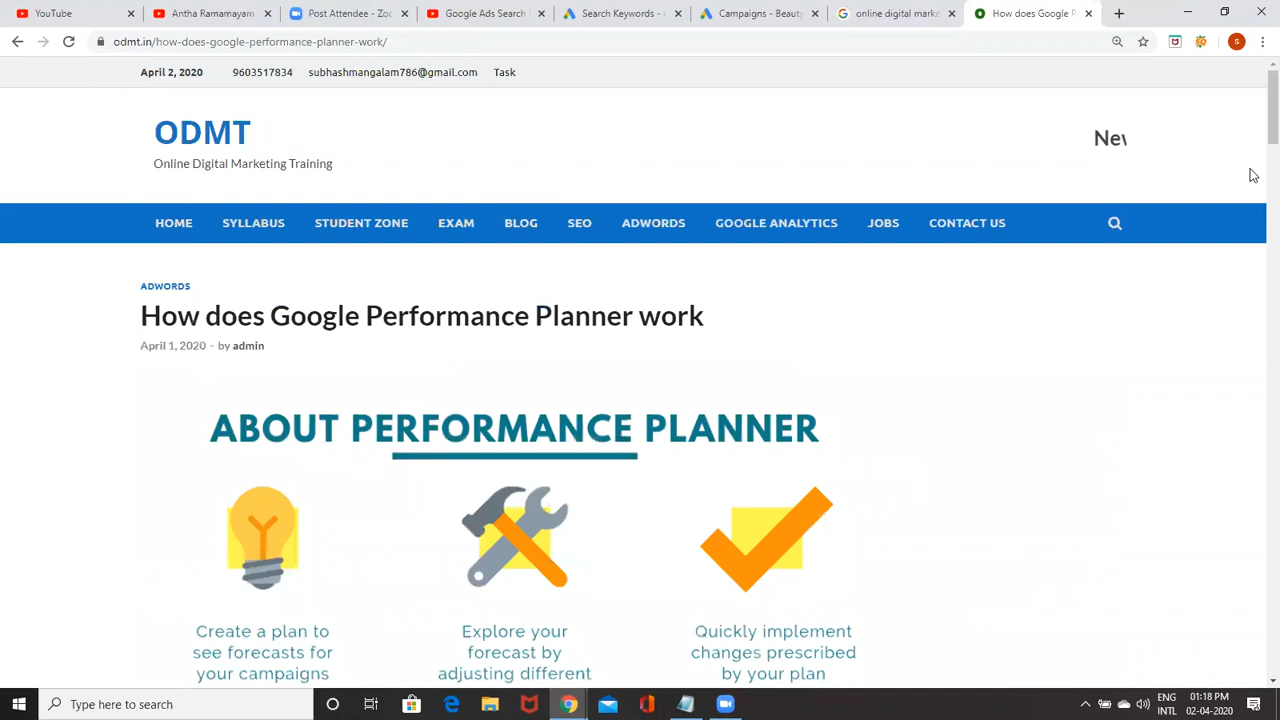 YouTube
Antha Ramamayam
Post Attendee - Zoo
Google Ads Search
Search Keywords -
Campaigns - Beauty
online digital marke
How does Google P
odmt.in/how-does-google-performance-planner-work/
April 2, 2020 9603517834 subhashmangalam786@gmail.com Task
ODMT
Online Digital Marketing Training
HOME SYLLABUS STUDENT ZONE EXAM BLOG SEO ADWORDS GOOGLE ANALYTICS JOBS CONTACT US
ADWORDS
How does Google Performance Planner work
April 1, 2020 - by admin
ABOUT PERFORMANCE PLANNER
Create a plan to
see forecasts for
your campaigns
Explore your
forecast by
adjusting different
Quickly implement
changes prescribed
by your plan
Type here to search
ENG
INTL
01:18 PM
02-04-2020